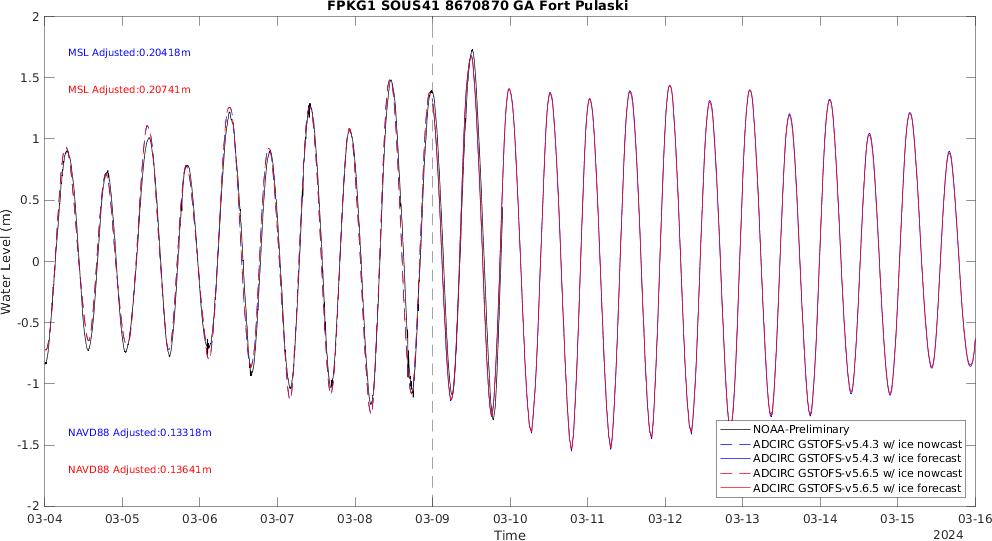 FPKG1 SOUS41 8670870 GA Fort Pulaski
2
1.5
1
0.5
0
-0.5
-1
-1.5
-2
Water Level (m)
MSL Adjusted:0.20418m
MSL Adjusted:0.20741m
NAVD88 Adjusted:0.13318m
NAVD88 Adjusted:0.13641m
NOAA-Preliminary
ADCIRC GSTOFS-v5.4.3 w/ ice nowcast
ADCIRC GSTOFS-v5.4.3 w/ ice forecast
ADCIRC GSTOFS-v5.6.5 w/ ice nowcast
ADCIRC GSTOFS-v5.6.5 w/ ice forecast
03-04 03-05 03-06 03-07 03-08 03-09 03-10 03-11 03-12 03-13 03-14 03-15 03-16
Time
2024